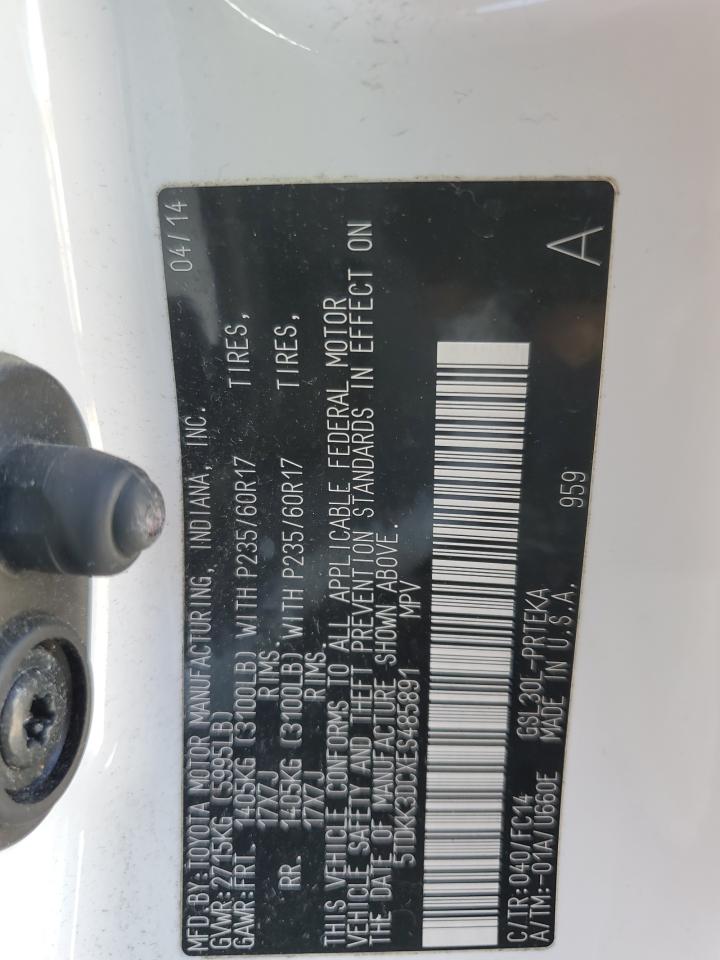 MFD.BY:TOYOTA MOTOR MANUFACTURING, INDIANA, INC. 04/14
GVWR:2715KG (5995LB)
GAWR:FRT. 1405KG (3100LB) WITH P235/60R17 TIRES,
17X7J RIMS
RR. 1405KG (3100LB) WITH P235/60R17 TIRES,
17X7J RIMS
THIS VEHICLE CONFORMS TO ALL APPLICABLE FEDERAL MOTOR
VEHICLE SAFETY AND THEFT PREVENTION STANDARDS IN EFFECT ON
THE DATE OF MANUFACTURE SHOWN ABOVE.
5TDKK3DCXES485891 MPV
C/TR:040/FC14 GSL30L-PRTEKA 959 A
A/TM:-01A/U660E MADE IN U.S.A.